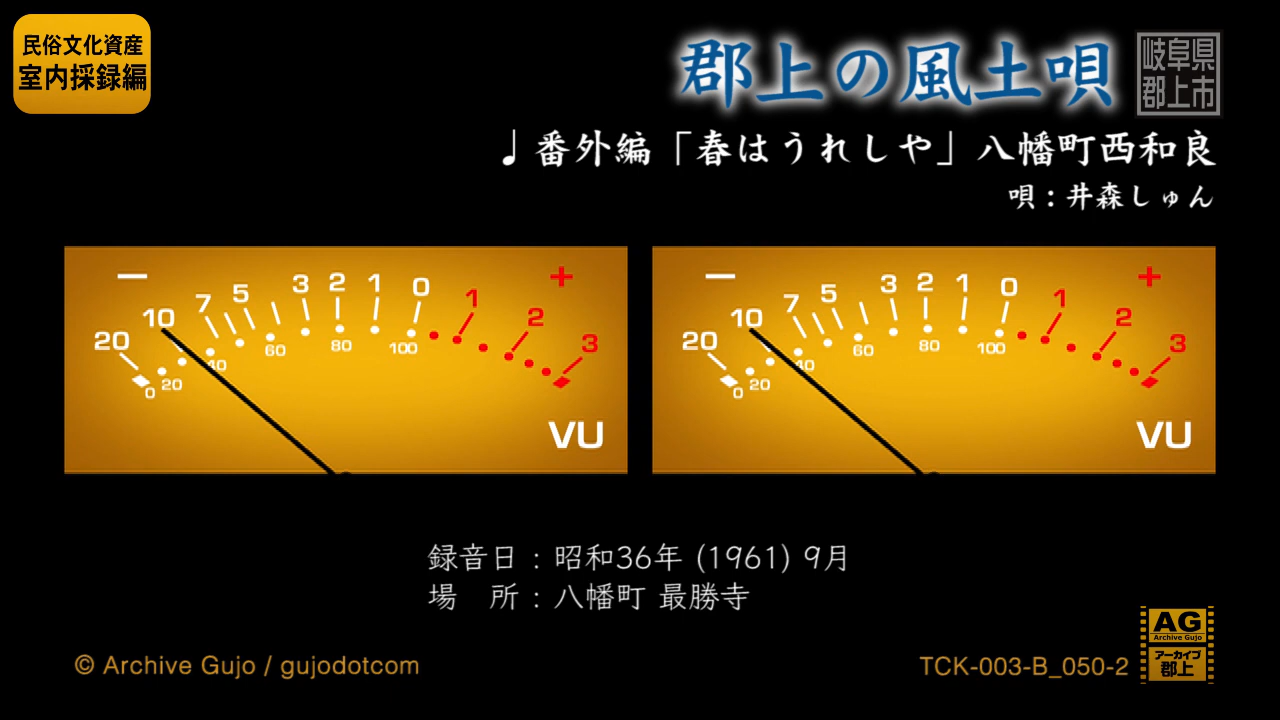 民俗文化資産
室内採録編
郡上の風土唄
岐阜県
郡上市
♩番外編「春はうれしや」八幡町西和良
唄：井森しゅん
− 20 10 7 5 3 2 1 0 1 2 3 +
0 20 40 60 80 100
VU
− 20 10 7 5 3 2 1 0 1 2 3 +
0 20 40 60 80 100
VU
録音日：昭和36年 (1961) 9月
場　所：八幡町 最勝寺
© Archive Gujo / gujodotcom
TCK-003-B_050-2
AG
Archive Gujo
アーカイブ
郡上